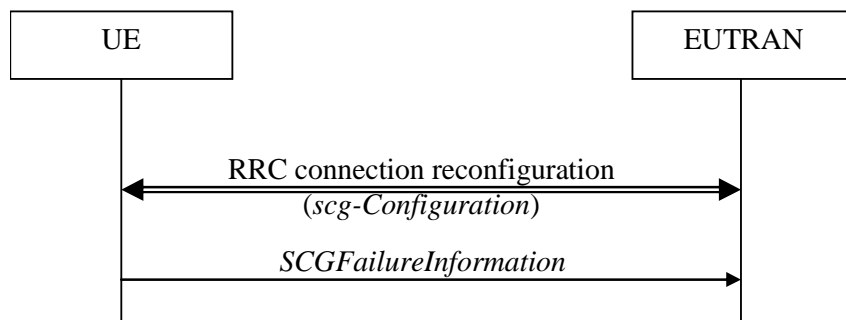 UE
EUTRAN
RRC connection reconfiguration
(scg-Configuration)
SCGFailureInformation